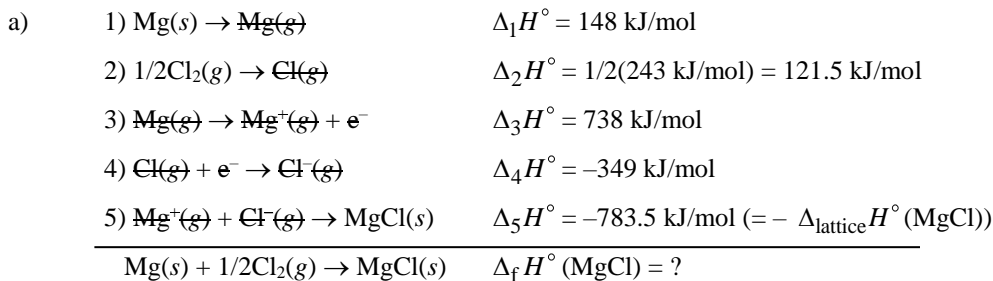 a) 1) Mg(s) → Mg(g) Δ₁H° = 148 kJ/mol
2) 1/2Cl₂(g) → Cl(g) Δ₂H° = 1/2(243 kJ/mol) = 121.5 kJ/mol
3) Mg(g) → Mg⁺(g) + e⁻ Δ₃H° = 738 kJ/mol
4) Cl(g) + e⁻ → Cl⁻(g) Δ₄H° = –349 kJ/mol
5) Mg⁺(g) + Cl⁻(g) → MgCl(s) Δ₅H° = –783.5 kJ/mol (= – Δlattice H°(MgCl))
Mg(s) + 1/2Cl₂(g) → MgCl(s) Δf H° (MgCl) = ?